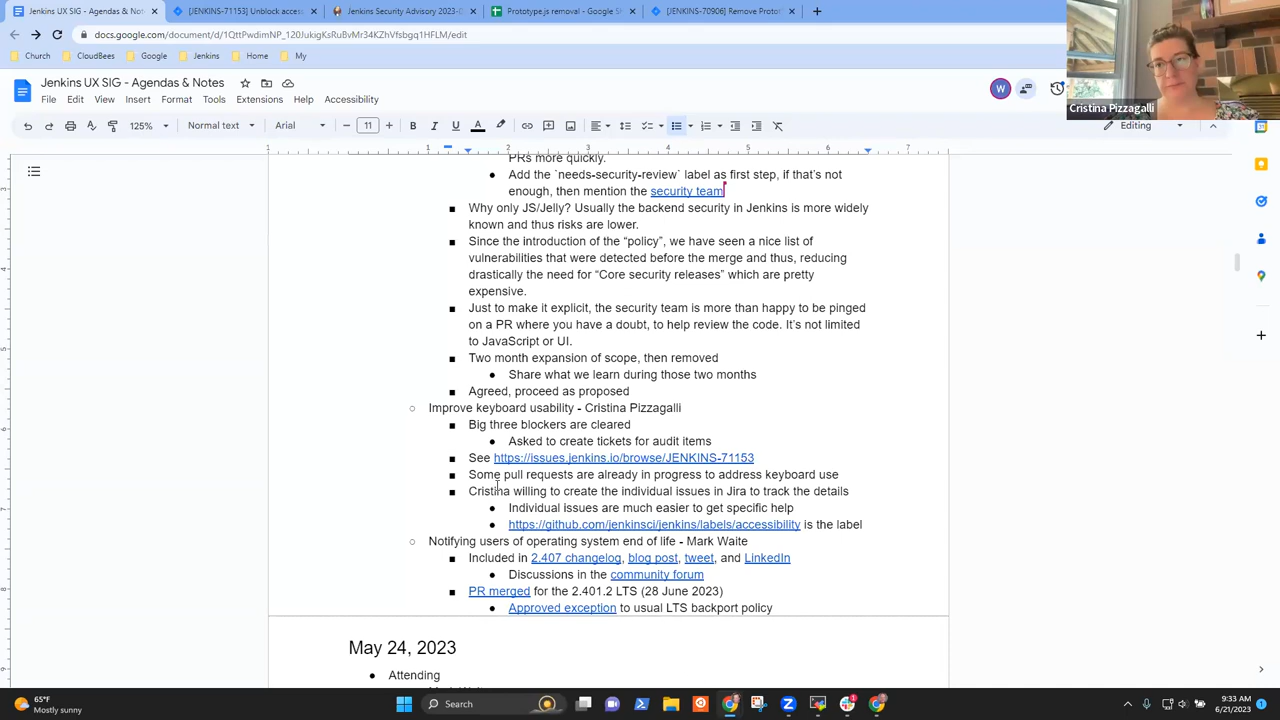 Jenkins UX SIG - Agendas & Notes
[JENKINS-71153] Unblock acces
Jenkins Security Advisory 2023-0
Prototype.js removal - Google Sh
[JENKINS-70906] Remove Protot
docs.google.com/document/d/1QttPwdimNP_120JukigKsRuBvMr34KZhVfsbgq1HFLM/edit
Church
CloudBees
Google
Jenkins
Home
My
Jenkins UX SIG - Agendas & Notes
File Edit View Insert Format Tools Extensions Help Accessibility
W
Cristina Pizzagalli
125% Normal text Arial 11 Editing
PRs more quickly.
Add the `needs-security-review` label as first step, if that's not
enough, then mention the security team
Why only JS/Jelly? Usually the backend security in Jenkins is more widely
known and thus risks are lower.
Since the introduction of the “policy”, we have seen a nice list of
vulnerabilities that were detected before the merge and thus, reducing
drastically the need for “Core security releases” which are pretty
expensive.
Just to make it explicit, the security team is more than happy to be pinged
on a PR where you have a doubt, to help review the code. It's not limited
to JavaScript or UI.
Two month expansion of scope, then removed
Share what we learn during those two months
Agreed, proceed as proposed
Improve keyboard usability - Cristina Pizzagalli
Big three blockers are cleared
Asked to create tickets for audit items
See https://issues.jenkins.io/browse/JENKINS-71153
Some pull requests are already in progress to address keyboard use
Cristina willing to create the individual issues in Jira to track the details
Individual issues are much easier to get specific help
https://github.com/jenkinsci/jenkins/labels/accessibility is the label
Notifying users of operating system end of life - Mark Waite
Included in 2.407 changelog, blog post, tweet, and LinkedIn
Discussions in the community forum
PR merged for the 2.401.2 LTS (28 June 2023)
Approved exception to usual LTS backport policy
May 24, 2023
Attending
65°F
Mostly sunny
Search
9:33 AM
6/21/2023